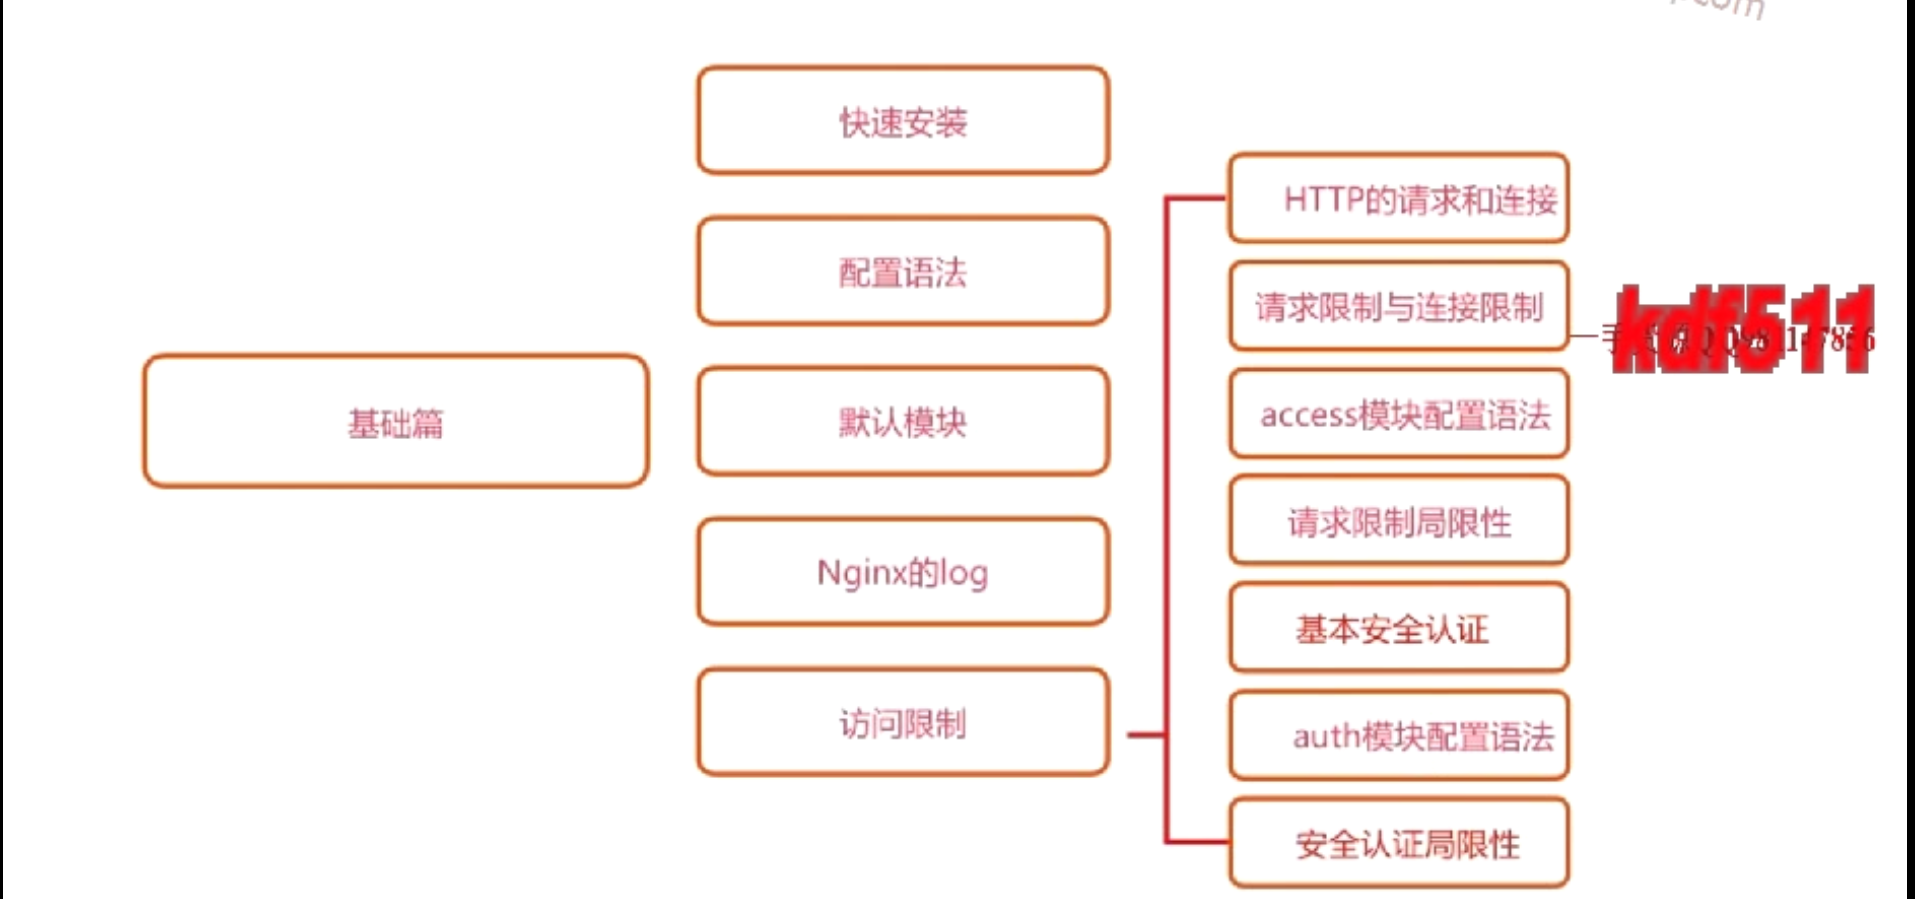 基础篇
快速安装
配置语法
默认模块
Nginx的log
访问限制
HTTP的请求和连接
请求限制与连接限制
access模块配置语法
请求限制局限性
基本安全认证
auth模块配置语法
安全认证局限性
kdf511